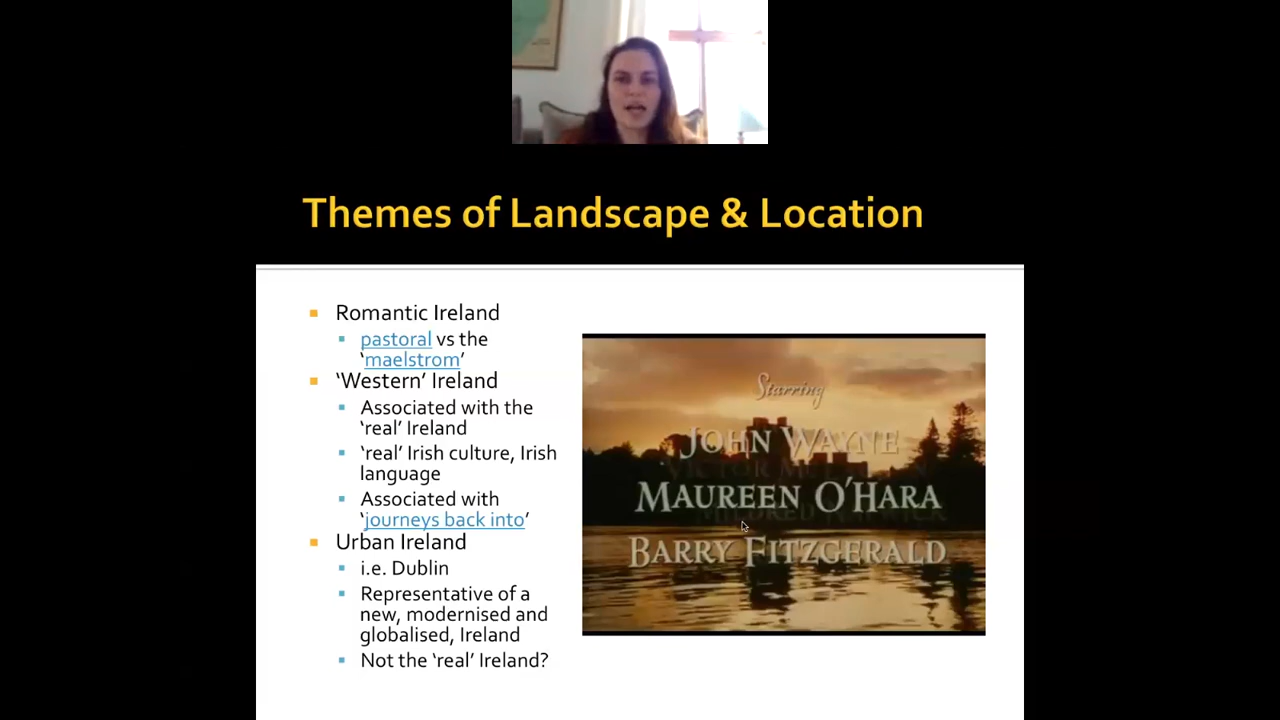 Themes of Landscape & Location
Romantic Ireland
pastoral vs the
‘maelstrom’
‘Western’ Ireland
Associated with the
‘real’ Ireland
‘real’ Irish culture, Irish
language
Associated with
‘journeys back into’
Urban Ireland
i.e. Dublin
Representative of a
new, modernised and
globalised, Ireland
Not the ‘real’ Ireland?
Starring
JOHN WAYNE
MAUREEN O'HARA
BARRY FITZGERALD